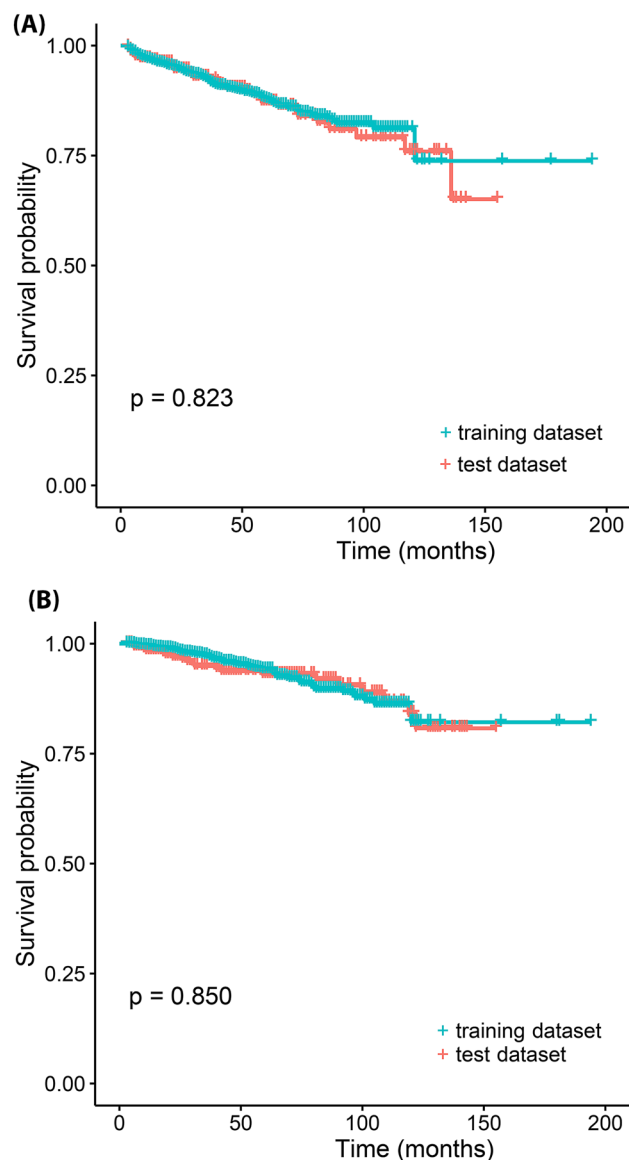 (A)
1.00
0.75
0.50
0.25
0.00
Survival probability
p = 0.823
training dataset
test dataset
0 50 100 150 200
Time (months)
(B)
1.00
0.75
0.50
0.25
0.00
Survival probability
p = 0.850
training dataset
test dataset
0 50 100 150 200
Time (months)